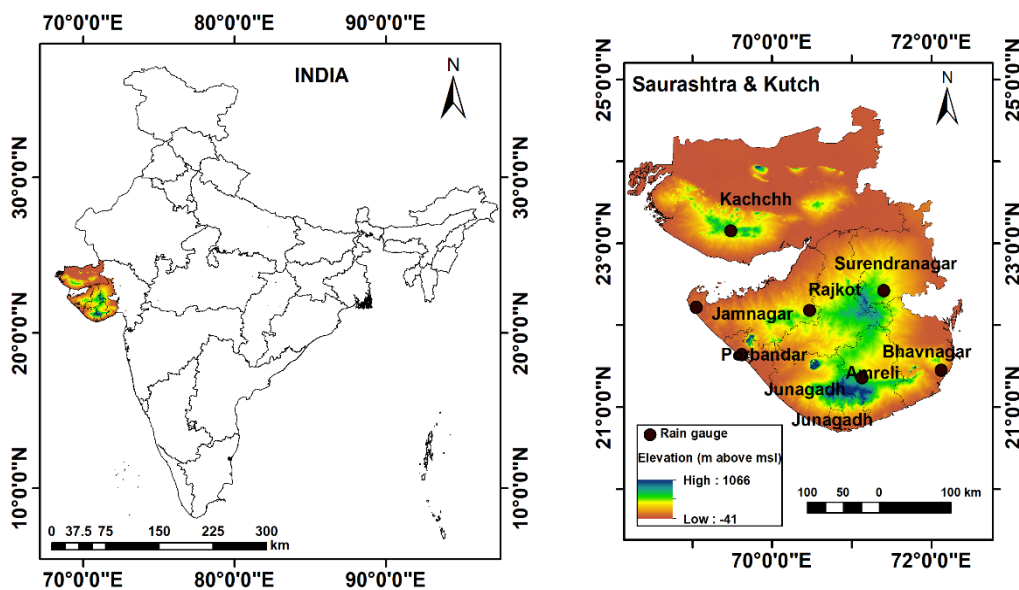 70°0'0"E 80°0'0"E 90°0'0"E
INDIA
N
30°0'0"N
20°0'0"N
10°0'0"N
30°0'0"N
20°0'0"N
10°0'0"N
0 37.5 75 150 225 300
km
70°0'0"E 80°0'0"E 90°0'0"E
70°0'0"E 72°0'0"E
Saurashtra & Kutch
N
25°0'0"N
23°0'0"N
21°0'0"N
25°0'0"N
23°0'0"N
21°0'0"N
Kachchh
Surendranagar
Rajkot
Jamnagar
Porbandar
Bhavnagar
Amreli
Junagadh
Junagadh
Rain gauge
Elevation (m above msl)
High : 1066
Low : -41
100 50 0 100 km
70°0'0"E 72°0'0"E